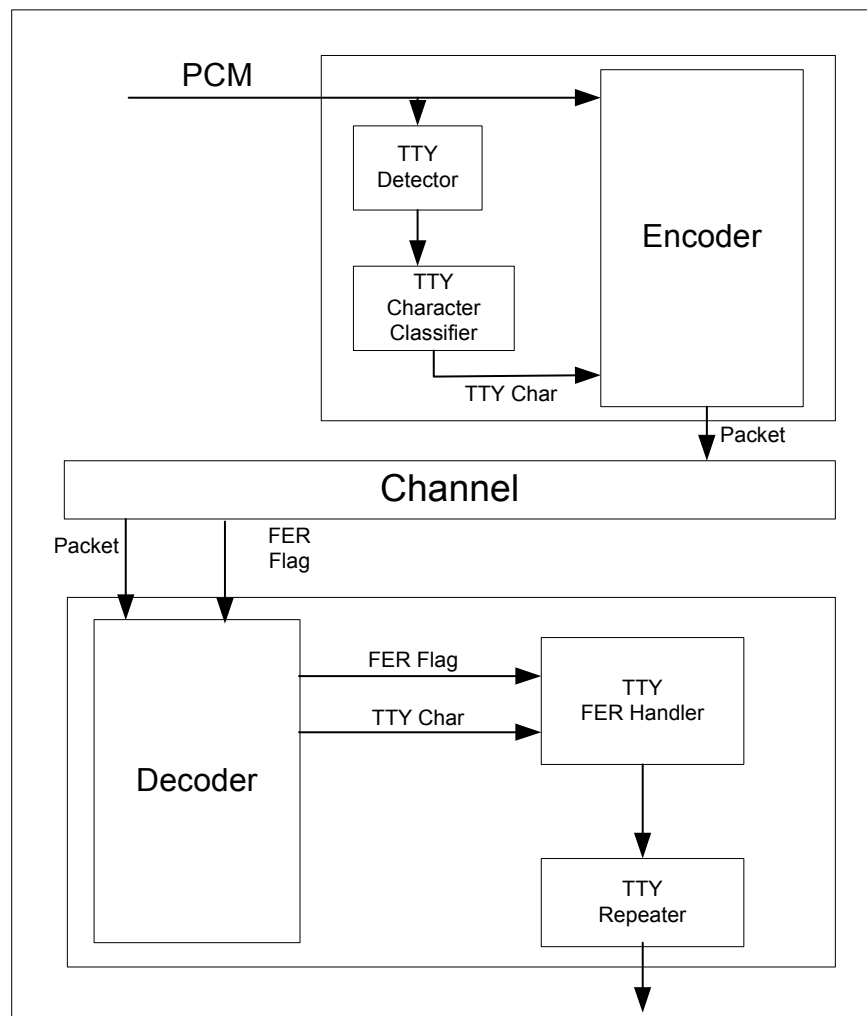 PCM
TTY
Detector
Encoder
TTY
Character
Classifier
TTY Char
Packet
Channel
Packet
FER
Flag
FER Flag
TTY
FER Handler
TTY Char
Decoder
TTY
Repeater